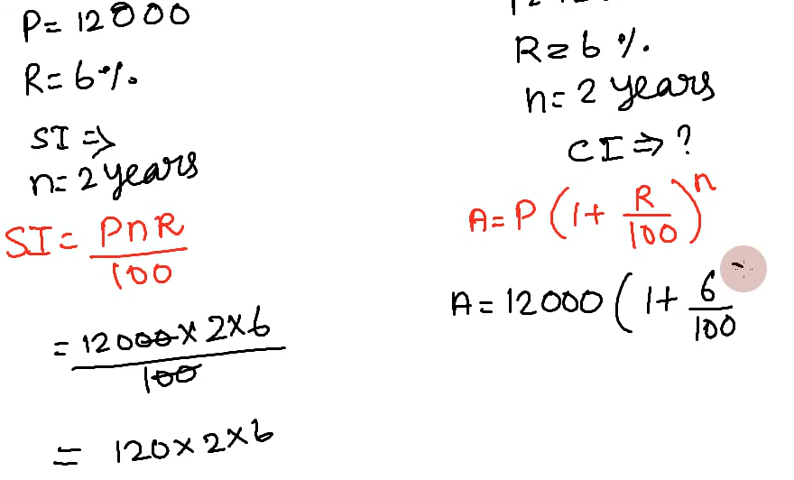 P= 12000
R= 6%
SI ⇒
n= 2 years
SI = PnR/100
= 12000 × 2 × 6/100
= 120 × 2 × 6
R = 6 %.
n= 2 years
CI ⇒ ?
A = P (1 + R/100)^n
A = 12000 ( 1 + 6/100